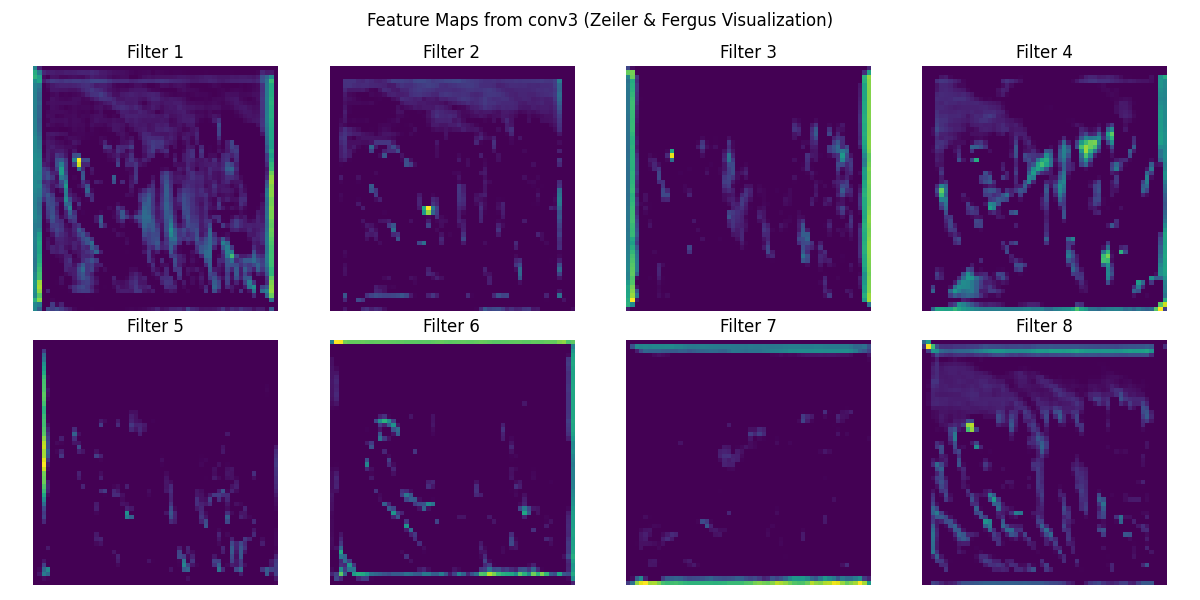 Feature Maps from conv3 (Zeiler & Fergus Visualization)
Filter 1
Filter 2
Filter 3
Filter 4
Filter 5
Filter 6
Filter 7
Filter 8